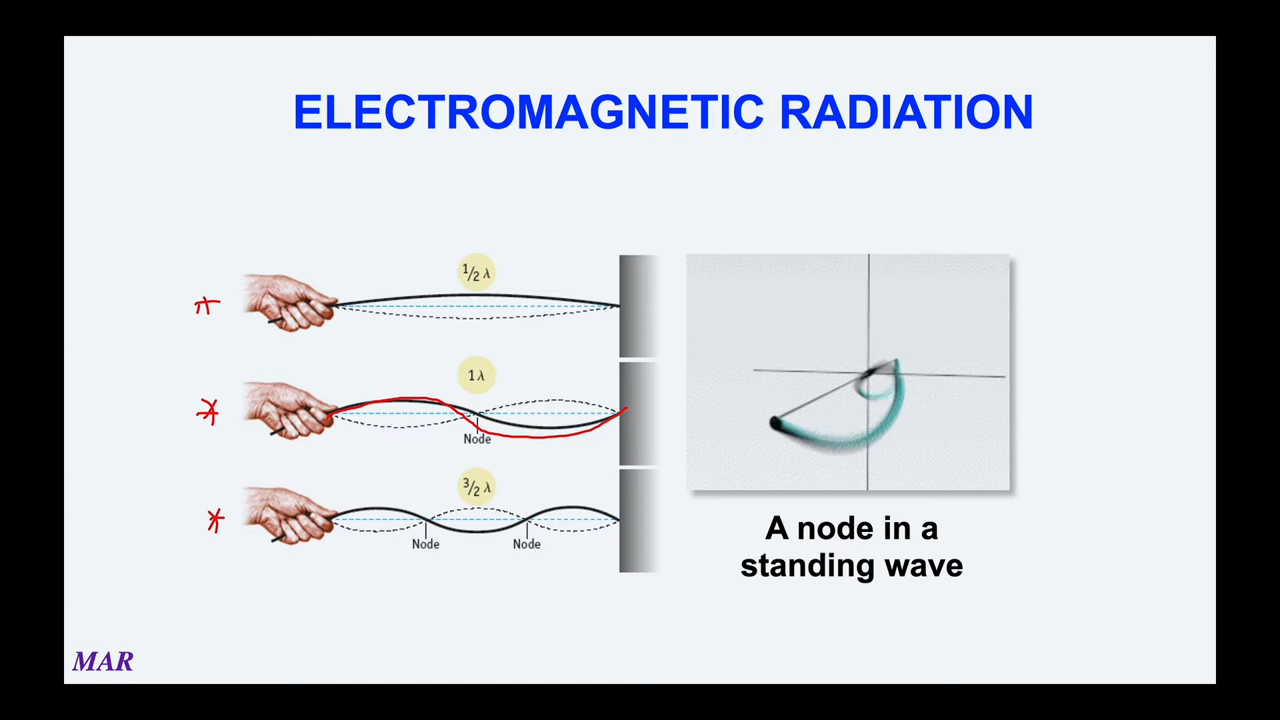 ELECTROMAGNETIC RADIATION
1/2 λ
1 λ
Node
3/2 λ
Node Node
A node in a
standing wave
MAR